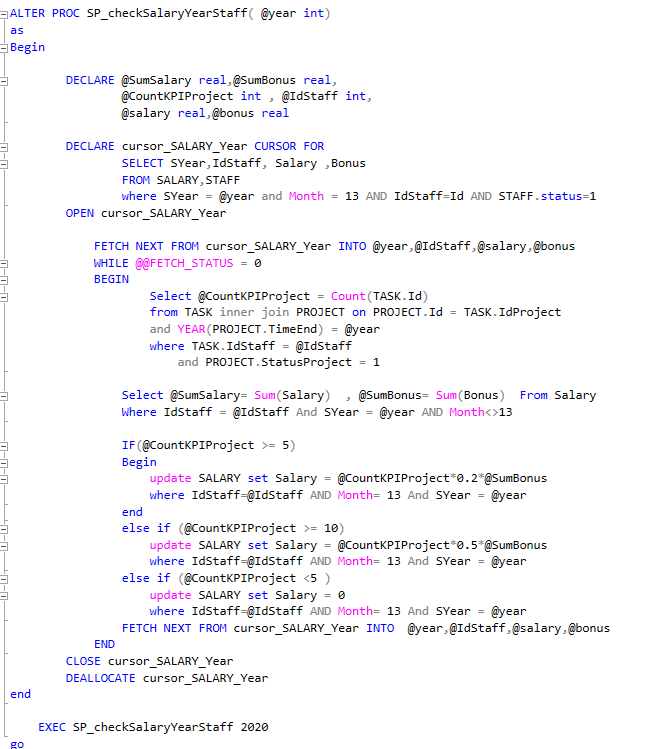 ALTER PROC SP_checkSalaryYearStaff( @year int)
as
Begin
DECLARE @SumSalary real,@SumBonus real,
@CountKPIProject int , @IdStaff int,
@salary real,@bonus real
DECLARE cursor_SALARY_Year CURSOR FOR
SELECT SYear,IdStaff, Salary ,Bonus
FROM SALARY,STAFF
where SYear = @year and Month = 13 AND IdStaff=Id AND STAFF.status=1
OPEN cursor_SALARY_Year
FETCH NEXT FROM cursor_SALARY_Year INTO @year,@IdStaff,@salary,@bonus
WHILE @@FETCH_STATUS = 0
BEGIN
Select @CountKPIProject = Count(TASK.Id)
from TASK inner join PROJECT on PROJECT.Id = TASK.IdProject
and YEAR(PROJECT.TimeEnd) = @year
where TASK.IdStaff = @IdStaff
and PROJECT.StatusProject = 1
Select @SumSalary= Sum(Salary)  , @SumBonus= Sum(Bonus)  From Salary
Where IdStaff = @IdStaff And SYear = @year AND Month<>13
IF(@CountKPIProject >= 5)
Begin
update SALARY set Salary = @CountKPIProject*0.2*@SumBonus
where IdStaff=@IdStaff AND Month= 13 And SYear = @year
end
else if (@CountKPIProject >= 10)
update SALARY set Salary = @CountKPIProject*0.5*@SumBonus
where IdStaff=@IdStaff AND Month= 13 And SYear = @year
else if (@CountKPIProject <5 )
update SALARY set Salary = 0
where IdStaff=@IdStaff AND Month= 13 And SYear = @year
FETCH NEXT FROM cursor_SALARY_Year INTO  @year,@IdStaff,@salary,@bonus
END
CLOSE cursor_SALARY_Year
DEALLOCATE cursor_SALARY_Year
end
EXEC SP_checkSalaryYearStaff 2020
go